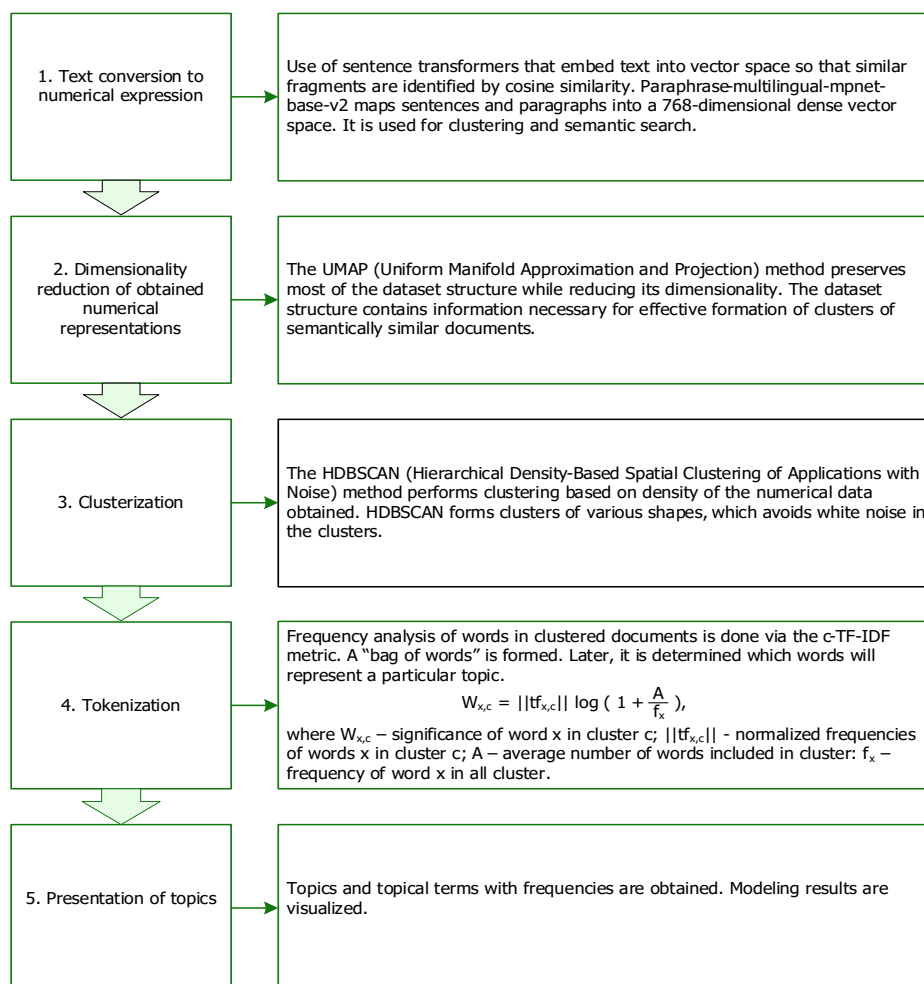 1. Text conversion to
numerical expression
Use of sentence transformers that embed text into vector space so that similar
fragments are identified by cosine similarity. Paraphrase-multilingual-mpnet-
base-v2 maps sentences and paragraphs into a 768-dimensional dense vector
space. It is used for clustering and semantic search.
2. Dimensionality
reduction of obtained
numerical
representations
The UMAP (Uniform Manifold Approximation and Projection) method preserves
most of the dataset structure while reducing its dimensionality. The dataset
structure contains information necessary for effective formation of clusters of
semantically similar documents.
3. Clusterization
The HDBSCAN (Hierarchical Density-Based Spatial Clustering of Applications with
Noise) method performs clustering based on density of the numerical data
obtained. HDBSCAN forms clusters of various shapes, which avoids white noise in
the clusters.
4. Tokenization
Frequency analysis of words in clustered documents is done via the c-TF-IDF
metric. A “bag of words” is formed. Later, it is determined which words will
represent a particular topic.
W_{x,c} = ||tf_{x,c}|| log ( 1 + A/f_x ),
where W_{x,c} – significance of word x in cluster c; ||tf_{x,c}|| - normalized frequencies
of words x in cluster c; A – average number of words included in cluster: f_x –
frequency of word x in all cluster.
5. Presentation of topics
Topics and topical terms with frequencies are obtained. Modeling results are
visualized.